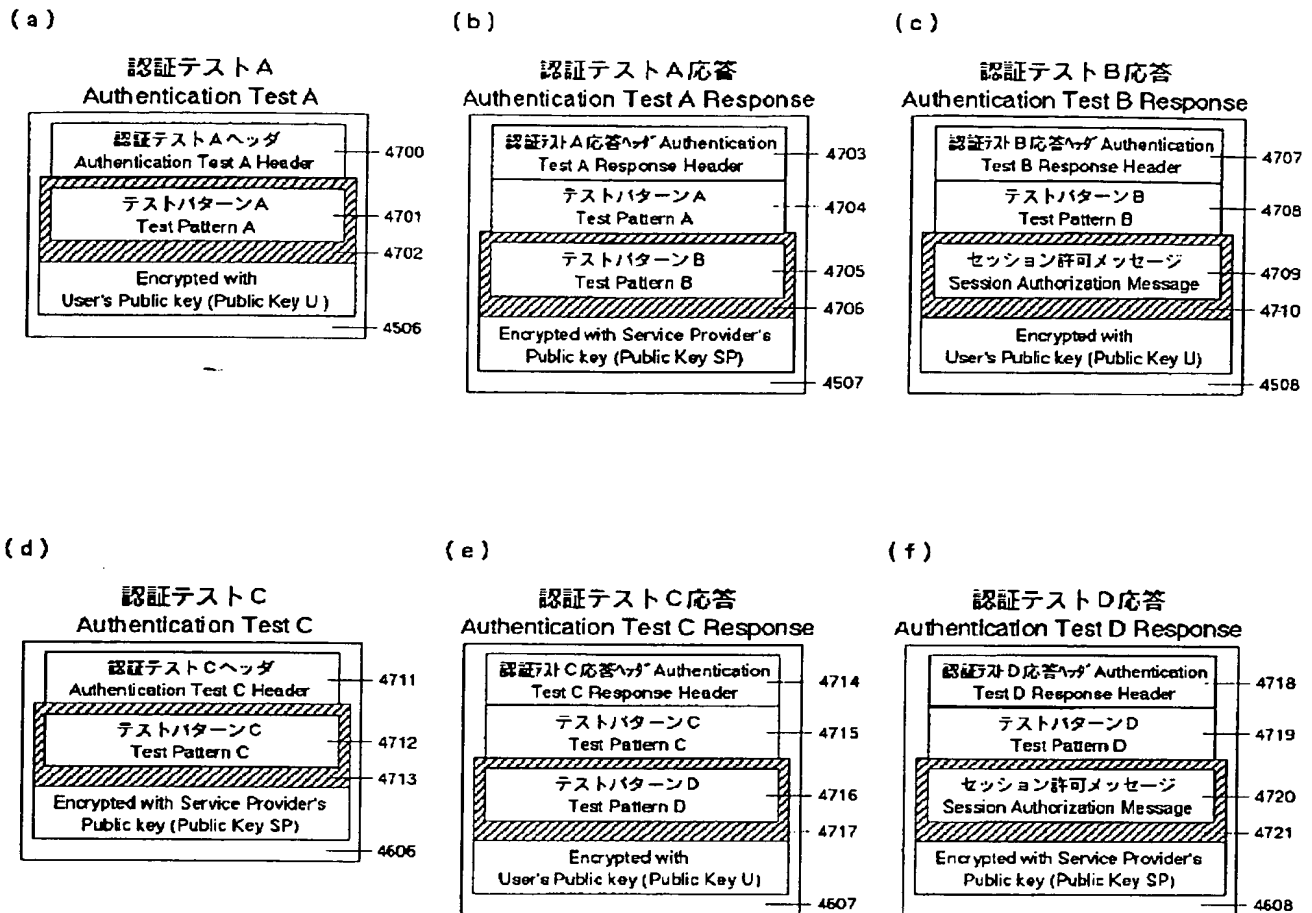 (a)
認証テストA
Authentication Test A
認証テストAヘッダ
Authentication Test A Header
4700
テストパターンA
Test Pattern A
4701
4702
Encrypted with
User's Public key (Public Key U )
4506
(b)
認証テストA応答
Authentication Test A Response
認証ﾃｽﾄA応答ﾍｯﾀﾞ Authentication
Test A Response Header
4703
テストパターンA
Test Pattern A
4704
テストパターンB
Test Pattern B
4705
4706
Encrypted with Service Provider's
Public key (Public Key SP)
4507
(c)
認証テストB応答
Authentication Test B Response
認証ﾃｽﾄB応答ﾍｯﾀﾞ Authentication
Test B Response Header
4707
テストパターンB
Test Pattern B
4708
セッション許可メッセージ
Session Authorization Message
4709
4710
Encrypted with
User's Public key (Public Key U)
4508
(d)
認証テストC
Authentication Test C
認証テストCヘッダ
Authentication Test C Header
4711
テストパターンC
Test Pattern C
4712
4713
Encrypted with Service Provider's
Public key (Public Key SP)
4606
(e)
認証テストC応答
Authentication Test C Response
認証ﾃｽﾄC応答ﾍｯﾀﾞ Authentication
Test C Response Header
4714
テストパターンC
Test Pattern C
4715
テストパターンD
Test Pattern D
4716
4717
Encrypted with
User's Public key (Public Key U)
4607
(f)
認証テストD応答
Authentication Test D Response
認証ﾃｽﾄD応答ﾍｯﾀﾞ Authentication
Test D Response Header
4718
テストパターンD
Test Pattern D
4719
セッション許可メッセージ
Session Authorization Message
4720
4721
Encrypted with Service Provider's
Public key (Public Key SP)
4608